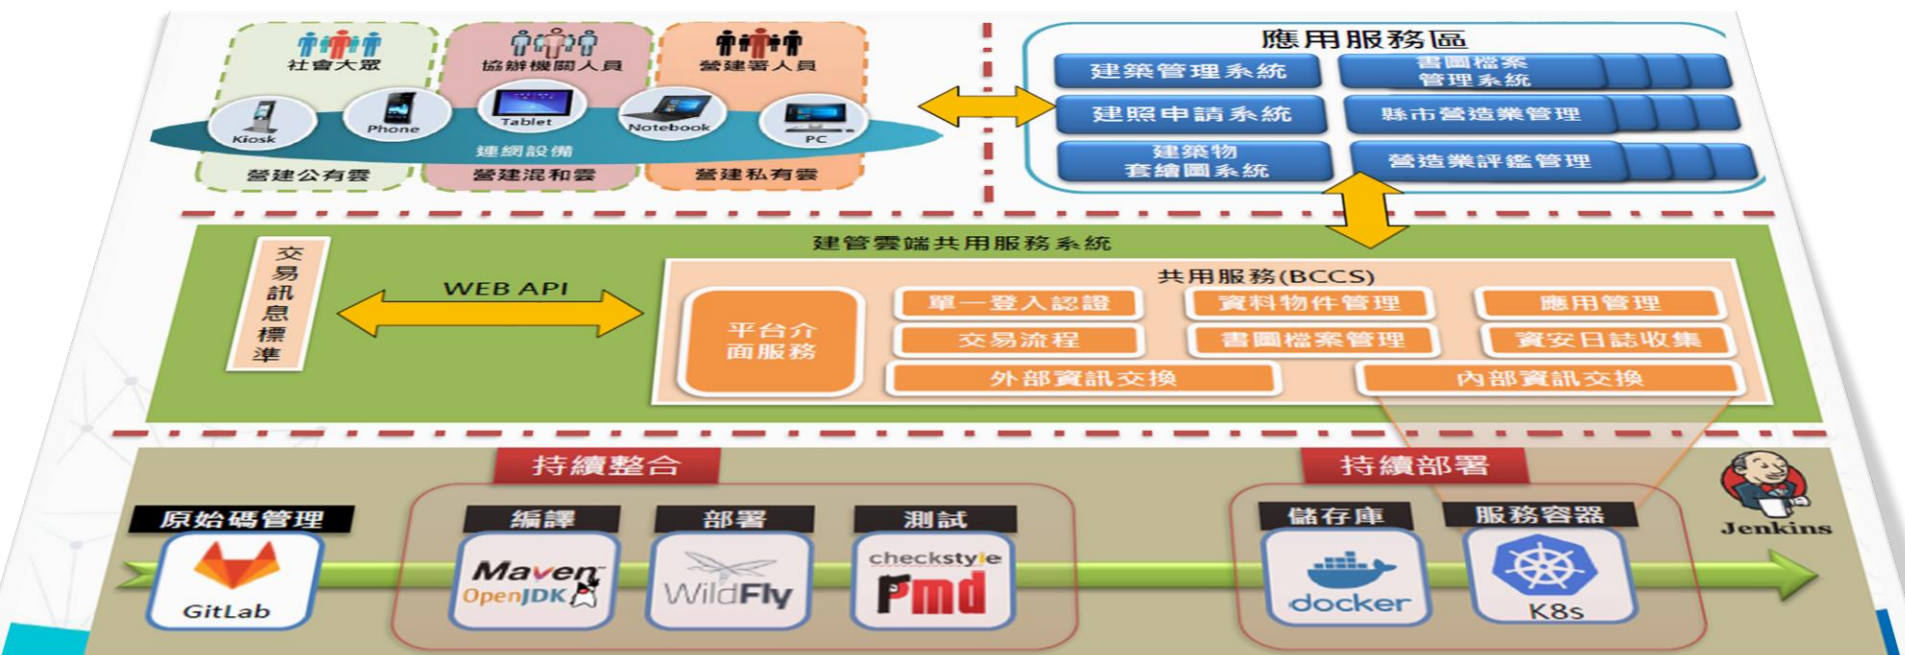 社會大眾
協辦機關人員
營建署人員
Kiosk
Phone
Tablet
Notebook
PC
連網設備
營建公有雲
營建混和雲
營建私有雲
應用服務區
建築管理系統
書圖檔案
管理系統
建照申請系統
縣市營造業管理
建築物
套繪圖系統
營造業評鑑管理
建管雲端共用服務系統
交易訊息標準
WEB API
共用服務(BCCS)
平台介
面服務
單一登入認證
資料物件管理
應用管理
交易流程
書圖檔案管理
資安日誌收集
外部資訊交換
內部資訊交換
持續整合
持續部署
Jenkins
原始碼管理
GitLab
編譯
Maven
OpenJDK
部署
WildFly
測試
checkstyle
Pmd
儲存庫
docker
服務容器
K8s